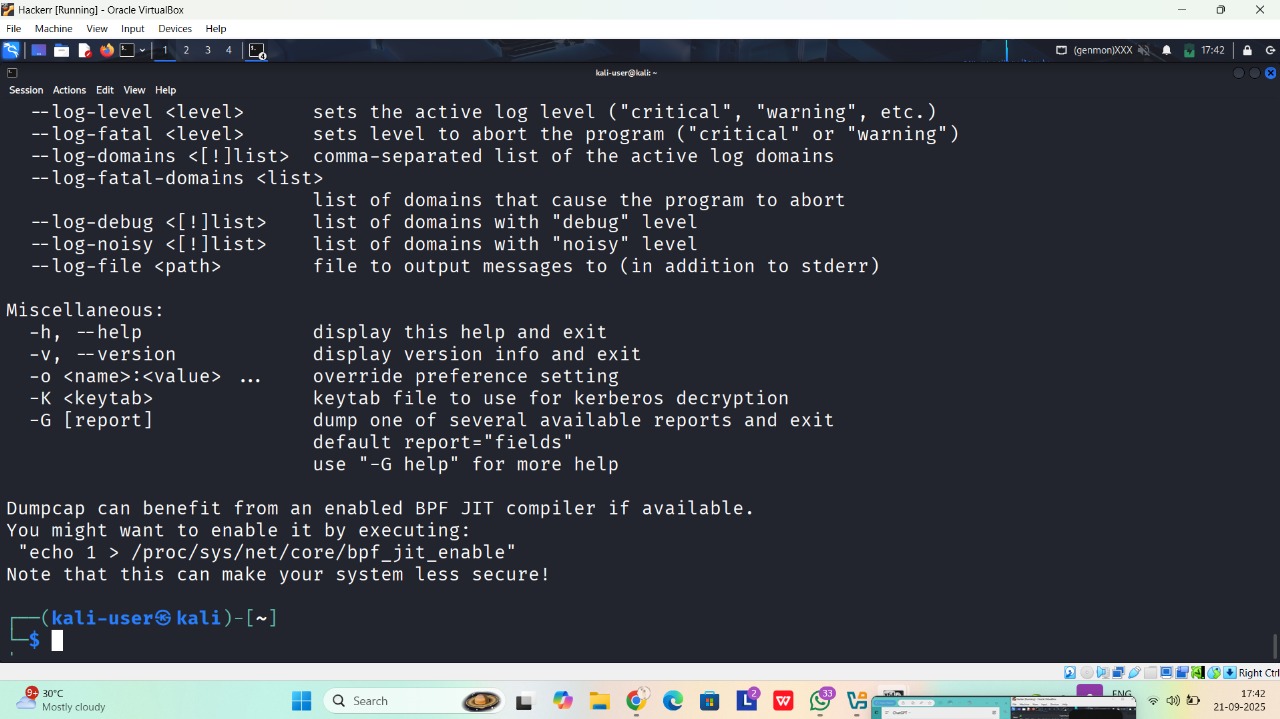 Hackerr [Running] - Oracle VirtualBox
File Machine View Input Devices Help
1 2 3 4 (genmon)XXX 17:42
kali-user@kali: ~
Session Actions Edit View Help
--log-level <level> sets the active log level ("critical", "warning", etc.)
--log-fatal <level> sets level to abort the program ("critical" or "warning")
--log-domains <[!]list> comma-separated list of the active log domains
--log-fatal-domains <list>
list of domains that cause the program to abort
--log-debug <[!]list> list of domains with "debug" level
--log-noisy <[!]list> list of domains with "noisy" level
--log-file <path> file to output messages to (in addition to stderr)
Miscellaneous:
-h, --help display this help and exit
-v, --version display version info and exit
-o <name>:<value> ... override preference setting
-K <keytab> keytab file to use for kerberos decryption
-G [report] dump one of several available reports and exit
default report="fields"
use "-G help" for more help
Dumpcap can benefit from an enabled BPF JIT compiler if available.
You might want to enable it by executing:
"echo 1 > /proc/sys/net/core/bpf_jit_enable"
Note that this can make your system less secure!
(kali-user㉿kali)-[~]
$
Right Ctrl
9+ 30°C
Mostly Cloudy
Search
2
33
ENG
17:42
21-09-2025